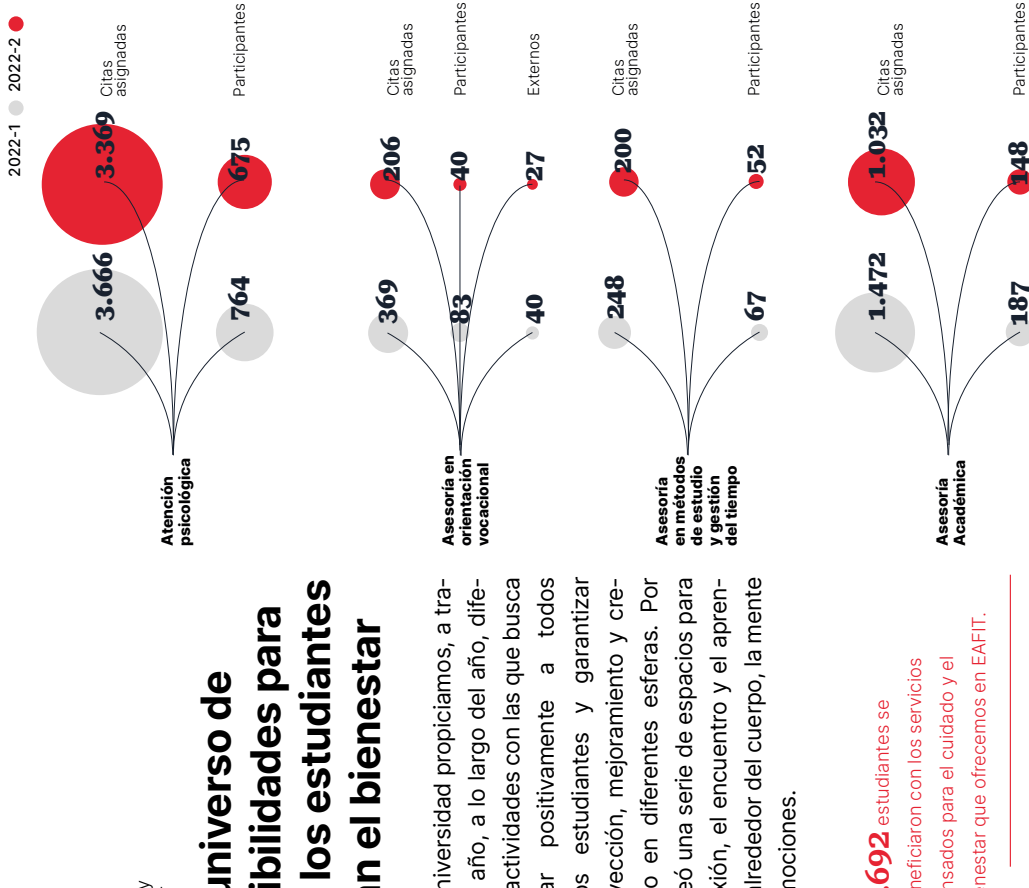 y
universo de
ibilidades para
los estudiantes
an el bienestar
niversidad propiciamos, a tra-
año, a lo largo del año, dife-
actividades con las que busca
ar positivamente a todos
os estudiantes y garantizar
yección, mejoramiento y cre-
o en diferentes esferas. Por
eó una serie de espacios para
xión, el encuentro y el apren-
alrededor del cuerpo, la mente
mociones.
.692 estudiantes se
neficiaron con los servicios
nsados para el cuidado y el
enestar que ofrecemos en EAFIT.
2022-1 2022-2
Atención
psicológica
3.666 3.369 Citas
asignadas
764 675 Participantes
Asesoría en
orientación
vocacional
369 206 Citas
asignadas
83 40 Participantes
40 27 Externos
Asesoría
en métodos
de estudio
y gestión
del tiempo
248 200 Citas
asignadas
67 52 Participantes
Asesoría
Académica
1.472 1.032 Citas
asignadas
187 148 Participantes